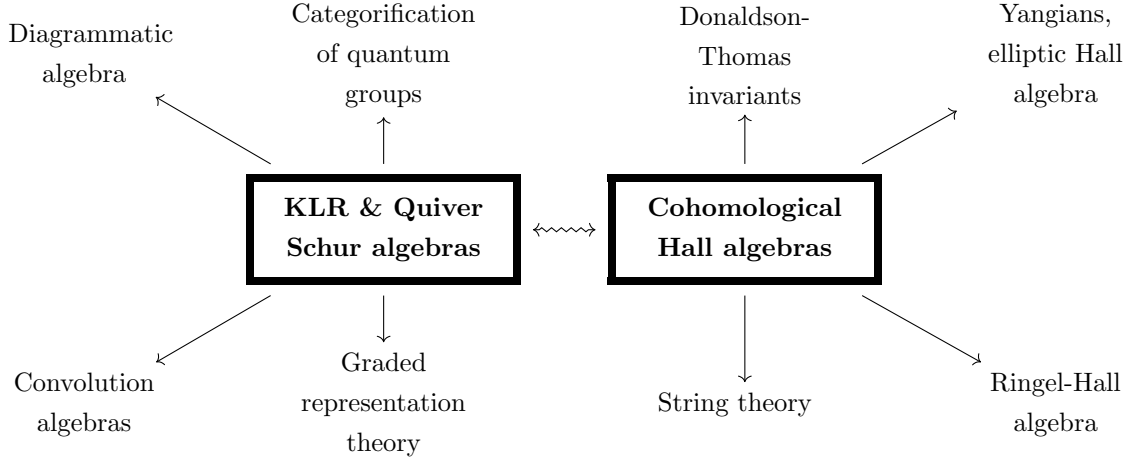 Diagrammatic
algebra
Categorification
of quantum
groups
Donaldson-
Thomas
invariants
Yangians,
elliptic Hall
algebra
KLR & Quiver
Schur algebras
Cohomological
Hall algebras
Convolution
algebras
Graded
representation
theory
String theory
Ringel-Hall
algebra